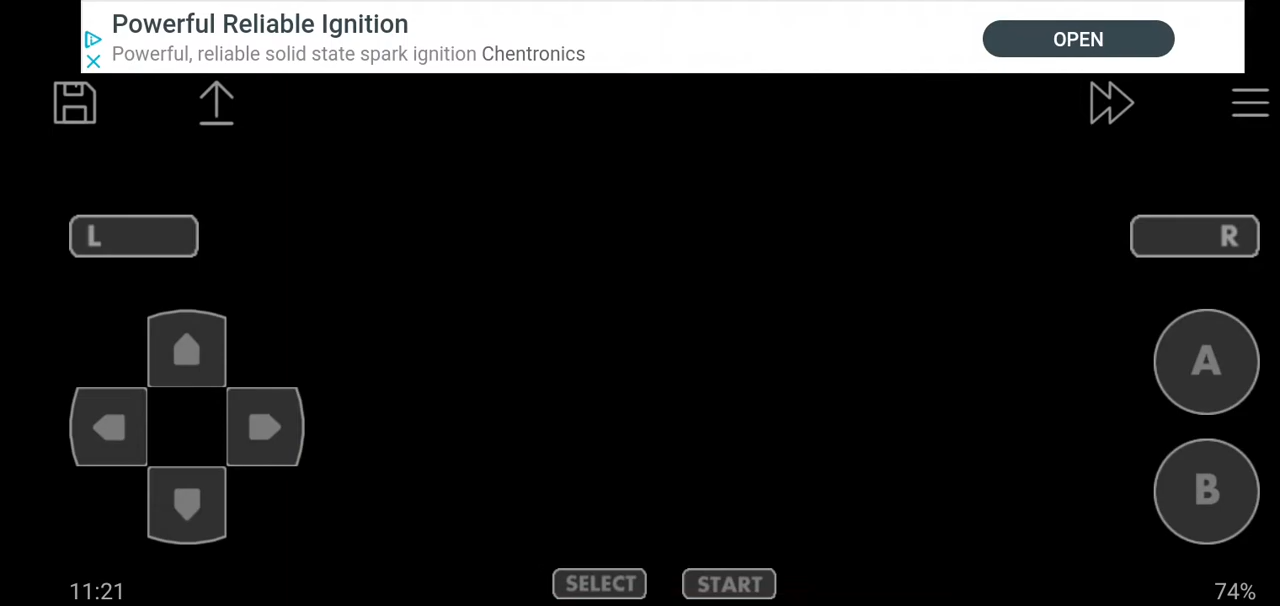 Powerful Reliable Ignition
Powerful, reliable solid state spark ignition Chentronics
OPEN
L
R
A
B
SELECT
START
11:21
74%